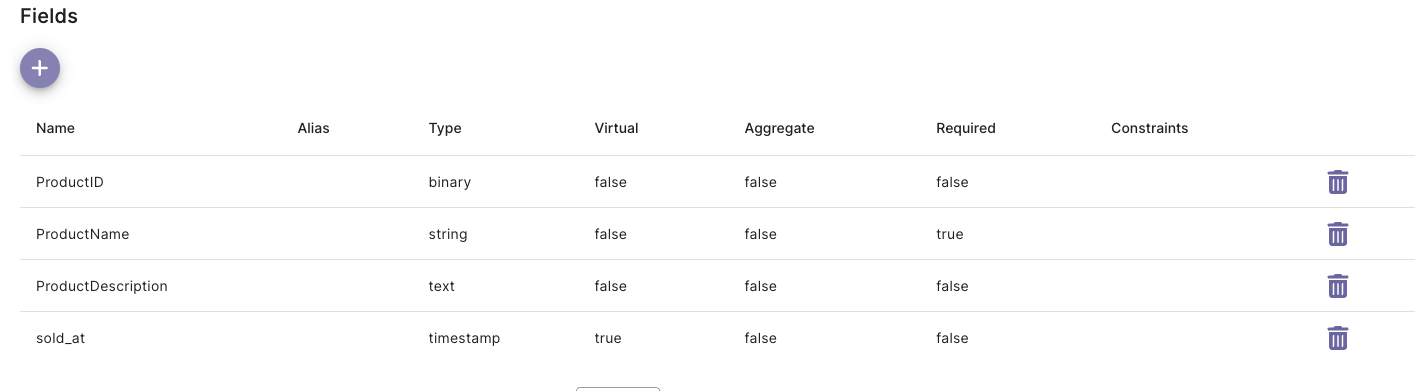 Fields
Name Alias Type Virtual Aggregate Required Constraints
ProductID binary false false false
ProductName string false false true
ProductDescription text false false false
sold_at timestamp true false false